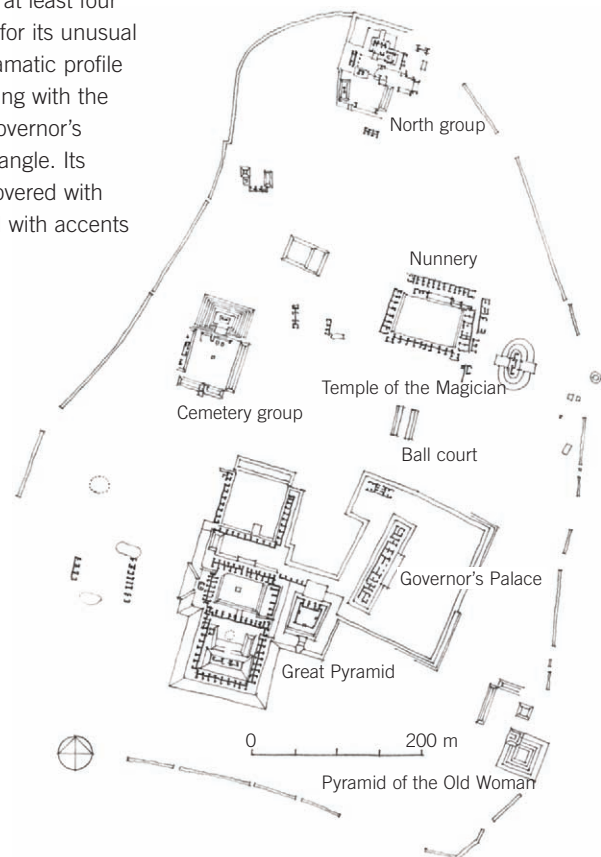 at least four
for its unusual
amatic profile
ng with the
overnor's
angle. Its
overed with
with accents
North group
Nunnery
Temple of the Magician
Cemetery group
Ball court
Governor's Palace
Great Pyramid
0 200 m
Pyramid of the Old Woman